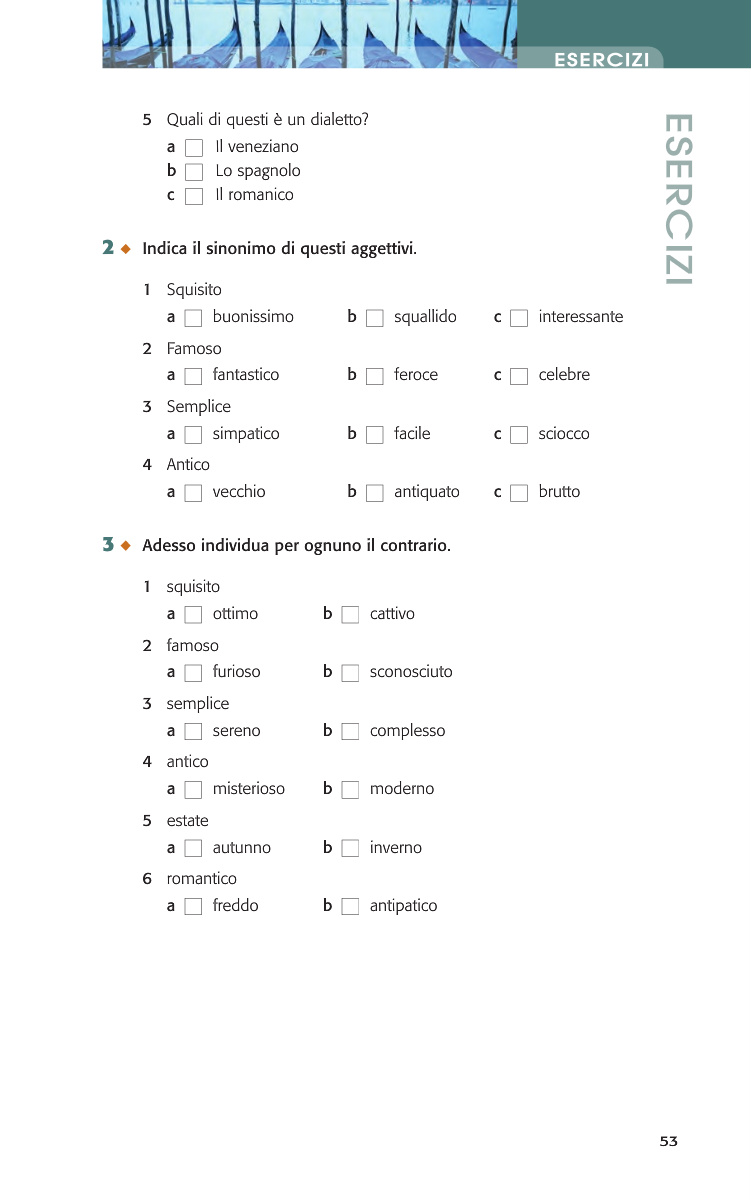 ESERCIZI
ESERCIZI
5 Quali di questi è un dialetto?
a Il veneziano
b Lo spagnolo
c Il romanico
2 Indica il sinonimo di questi aggettivi.
1 Squisito
a buonissimo b squallido c interessante
2 Famoso
a fantastico b feroce c celebre
3 Semplice
a simpatico b facile c sciocco
4 Antico
a vecchio b antiquato c brutto
3 Adesso individua per ognuno il contrario.
1 squisito
a ottimo b cattivo
2 famoso
a furioso b sconosciuto
3 semplice
a sereno b complesso
4 antico
a misterioso b moderno
5 estate
a autunno b inverno
6 romantico
a freddo b antipatico
53